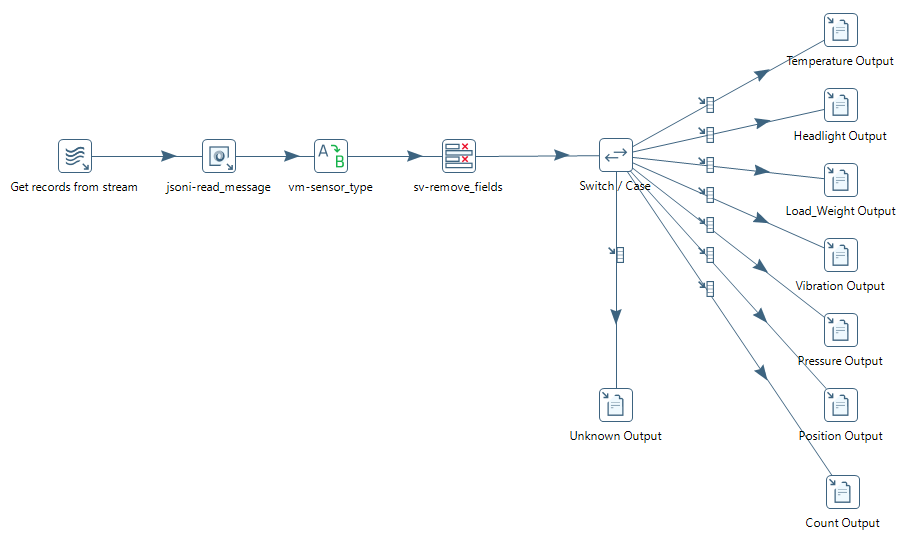 Temperature Output
Headlight Output
Get records from stream
jsoni-read_message
A
B
vm-sensor_type
sv-remove_fields
Switch / Case
Load_Weight Output
Vibration Output
Pressure Output
Unknown Output
Position Output
Count Output